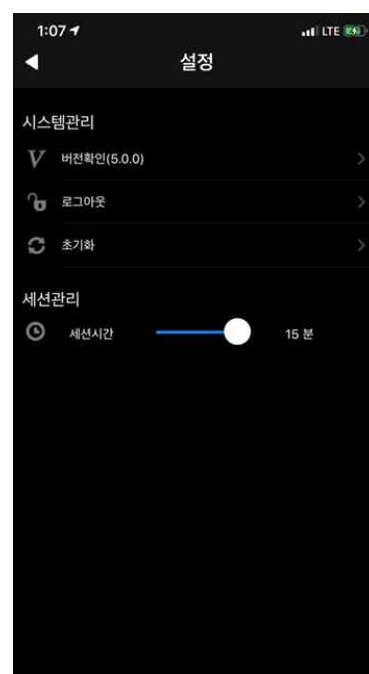 1:07
LTE
설정
시스템관리
V 버전확인(5.0.0)
로그아웃
초기화
세션관리
세션시간 15 분